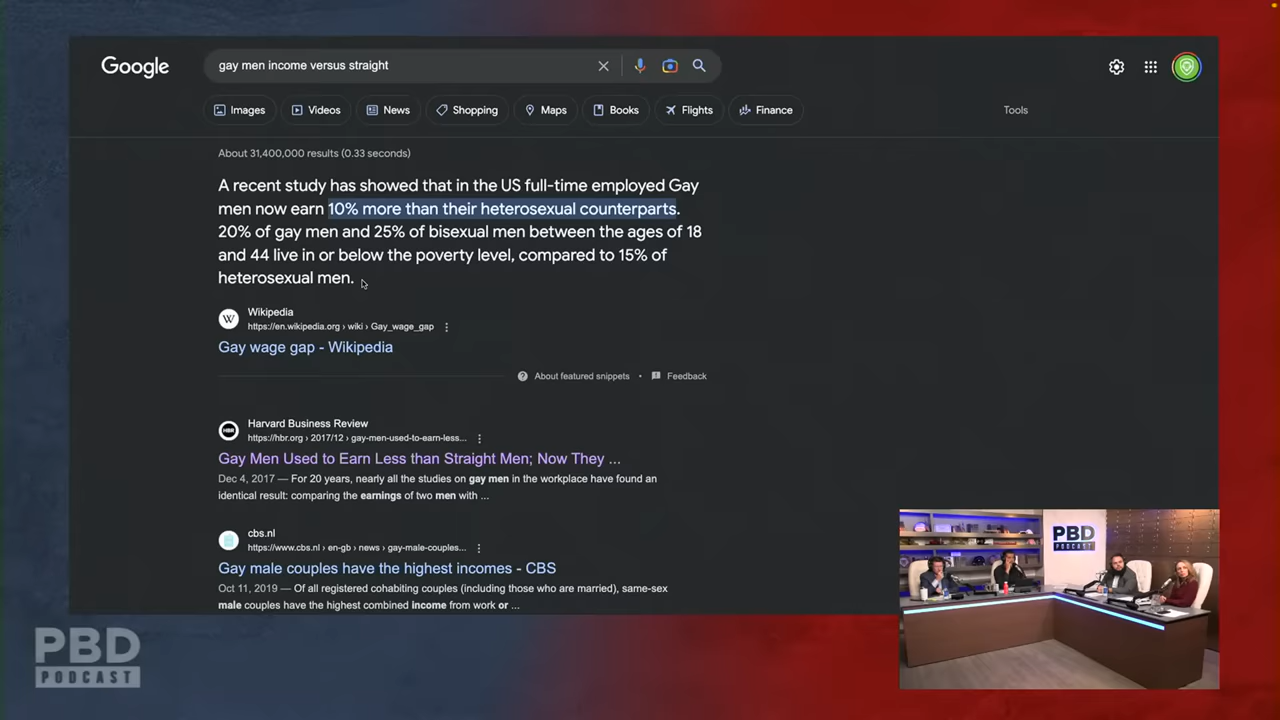 Google
gay men income versus straight
Images
Videos
News
Shopping
Maps
Books
Flights
Finance
Tools
About 31,400,000 results (0.33 seconds)
A recent study has showed that in the US full-time employed Gay
men now earn 10% more than their heterosexual counterparts.
20% of gay men and 25% of bisexual men between the ages of 18
and 44 live in or below the poverty level, compared to 15% of
heterosexual men.
W
Wikipedia
https://en.wikipedia.org › wiki › Gay_wage_gap
Gay wage gap - Wikipedia
About featured snippets • Feedback
HBR
Harvard Business Review
https://hbr.org › 2017/12 › gay-men-used-to-earn-less...
Gay Men Used to Earn Less than Straight Men; Now They ...
Dec 4, 2017 — For 20 years, nearly all the studies on gay men in the workplace have found an
identical result: comparing the earnings of two men with ...
cbs.nl
https://www.cbs.nl › en-gb › news › gay-male-couples...
Gay male couples have the highest incomes - CBS
Oct 11, 2019 — Of all registered cohabiting couples (including those who are married), same-sex
male couples have the highest combined income from work or ...
PBD
PODCAST
PBD
PODCAST